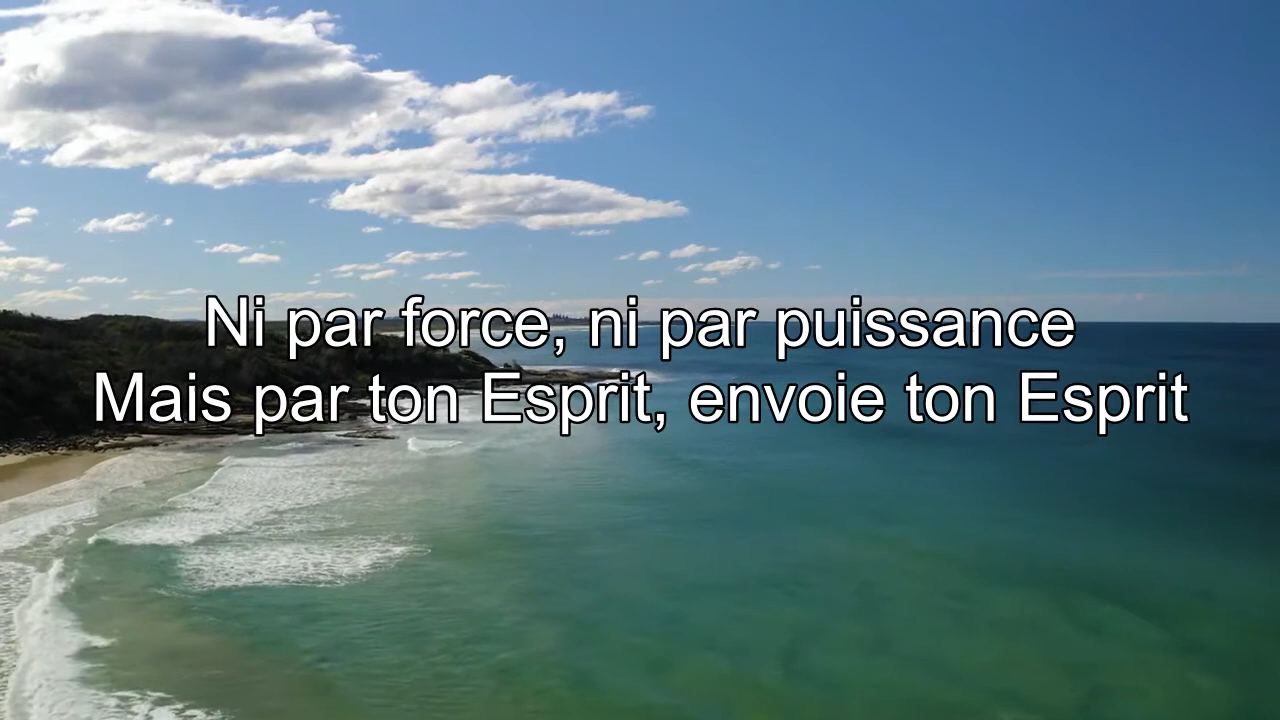 Ni par force, ni par puissance
Mais par ton Esprit, envoie ton Esprit